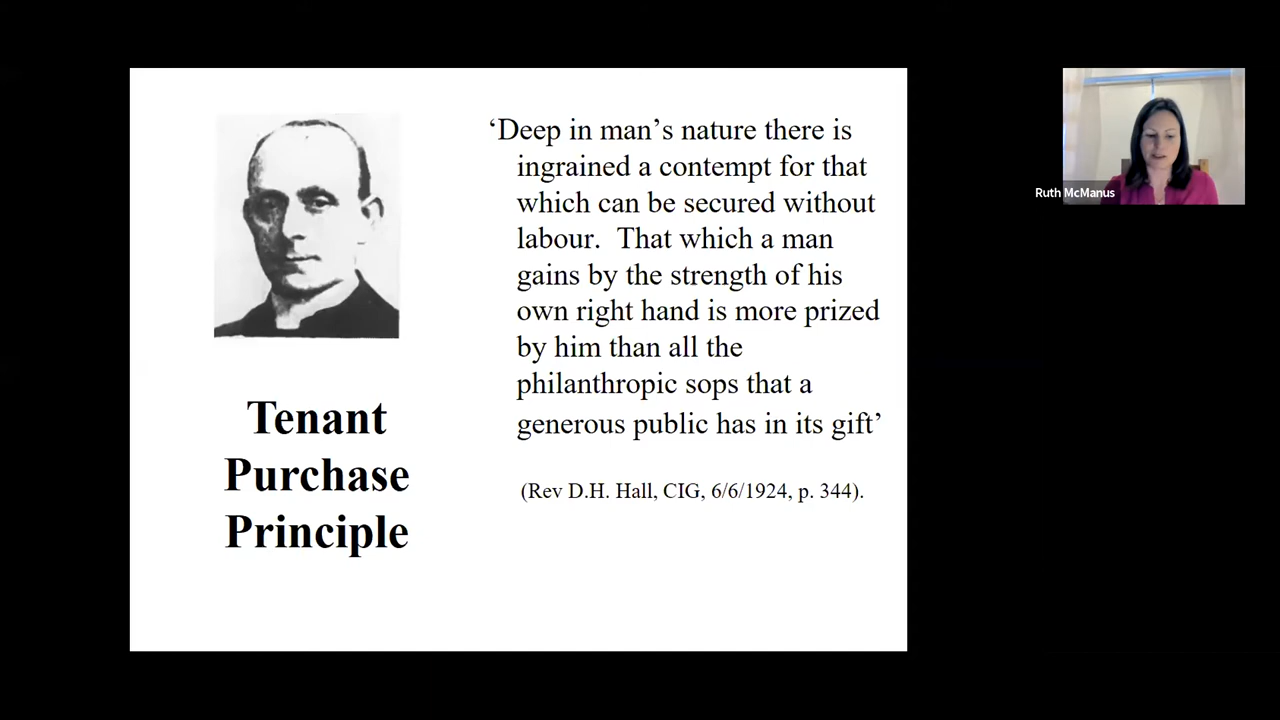 Tenant
Purchase
Principle
‘Deep in man’s nature there is
ingrained a contempt for that
which can be secured without
labour.  That which a man
gains by the strength of his
own right hand is more prized
by him than all the
philanthropic sops that a
generous public has in its gift’
(Rev D.H. Hall, CIG, 6/6/1924, p. 344).
Ruth McManus